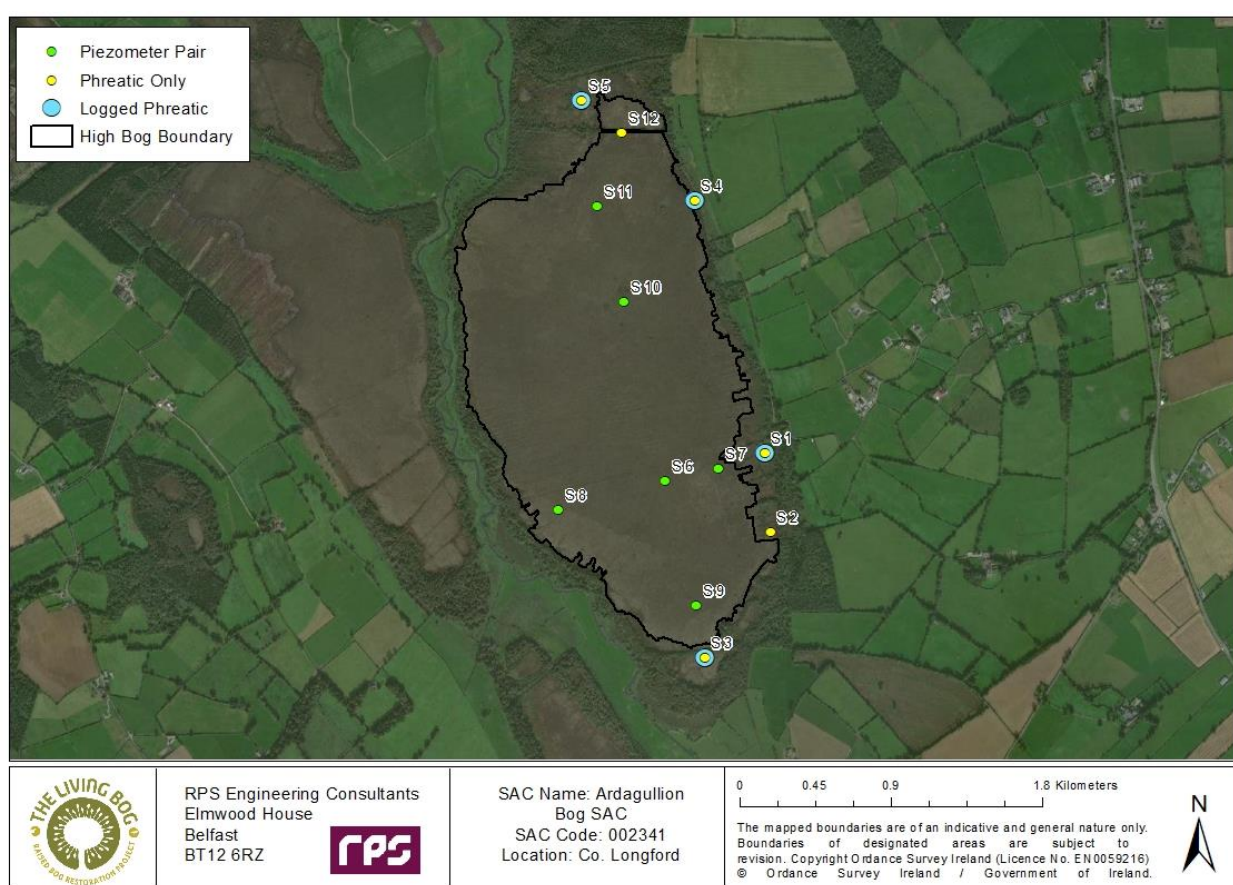 Piezometer Pair
Phreatic Only
Logged Phreatic
High Bog Boundary
S5
S12
S4
S11
S10
S1
S7
S6
S8
S2
S9
S3
THE LIVING BOG
RAISED BOG RESTORATION PROJECT
RPS Engineering Consultants
Elmwood House
Belfast
BT12 6RZ
rps
SAC Name: Ardagullion
Bog SAC
SAC Code: 002341
Location: Co. Longford
0 0.45 0.9 1.8 Kilometers
The mapped boundaries are of an indicative and general nature only.
Boundaries of designated areas are subject to
revision. Copyright Ordance Survey Ireland (Licence No. EN0059216)
© Ordance Survey Ireland / Government of Ireland.
N